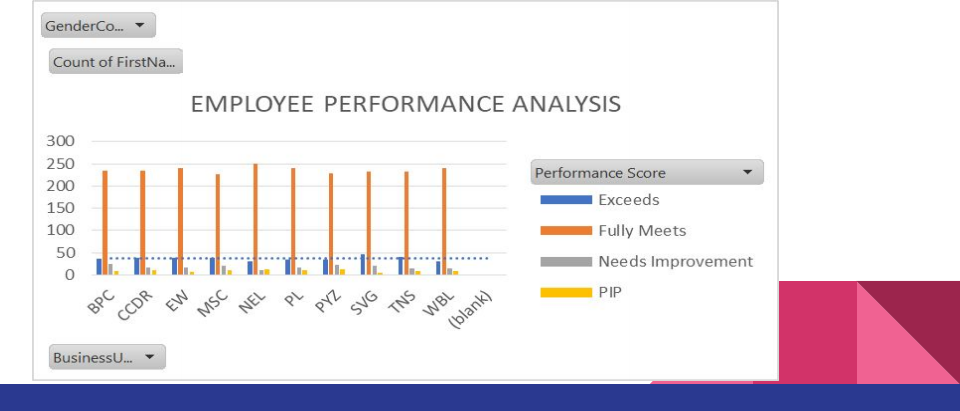 GenderCo...
Count of FirstNa...
EMPLOYEE PERFORMANCE ANALYSIS
300
250
200
150
100
50
0
BPC
CCDR
EW
MSC
NEL
PL
PYZ
SVG
TNS
WBL
(blank)
Performance Score
Exceeds
Fully Meets
Needs Improvement
PIP
BusinessU...